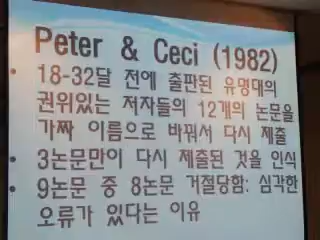 Peter & Ceci (1982)
• 18-32달 전에 출판된 유명대의
권위있는 저자들의 12개의 논문을
가짜 이름으로 바꿔서 다시 제출
• 3논문만이 다시 제출된 것을 인식
• 9논문 중 8논문 거절당함: 심각한
오류가 있다는 이유